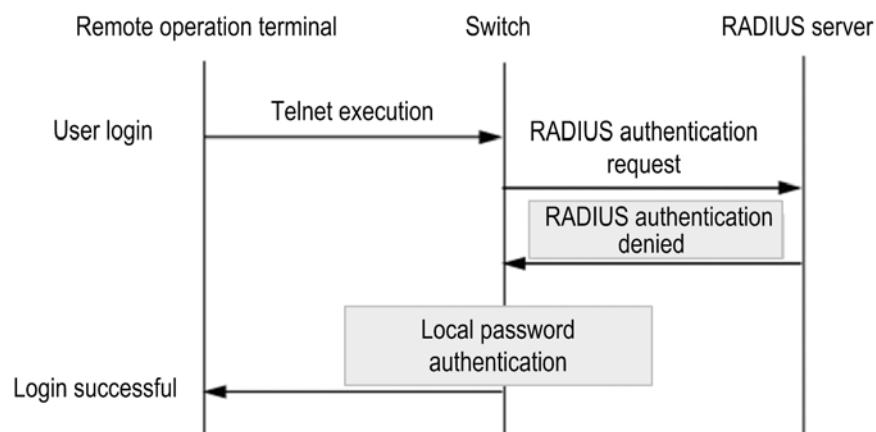 Remote operation terminal
Switch
RADIUS server
Telnet execution
User login
RADIUS authentication
request
RADIUS authentication
denied
Local password
authentication
Login successful